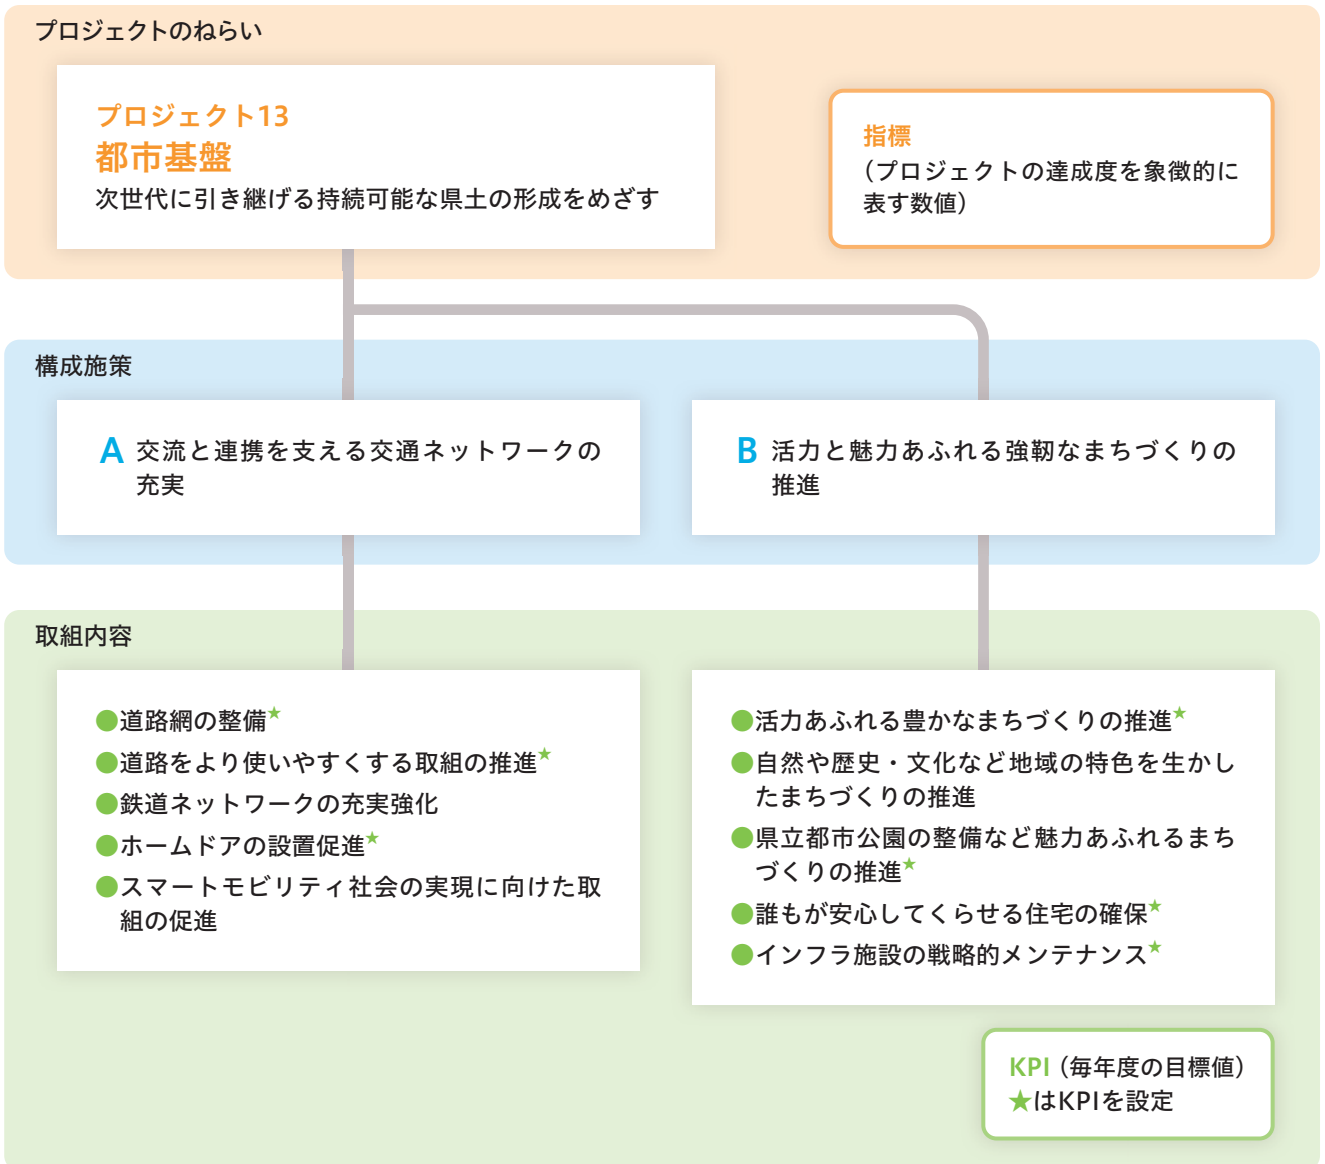 プロジェクトのねらい
プロジェクト13
都市基盤
次世代に引き継げる持続可能な県土の形成をめざす
指標
（プロジェクトの達成度を象徴的に
表す数値）
構成施策
A 交流と連携を支える交通ネットワークの
充実
B 活力と魅力あふれる強靭なまちづくりの
推進
取組内容
●道路網の整備★
●道路をより使いやすくする取組の推進★
●鉄道ネットワークの充実強化
●ホームドアの設置促進★
●スマートモビリティ社会の実現に向けた取
組の促進
●活力あふれる豊かなまちづくりの推進★
●自然や歴史・文化など地域の特色を生かし
たまちづくりの推進
●県立都市公園の整備など魅力あふれるまち
づくりの推進★
●誰もが安心してくらせる住宅の確保★
●インフラ施設の戦略的メンテナンス★
KPI（毎年度の目標値）
★はKPIを設定